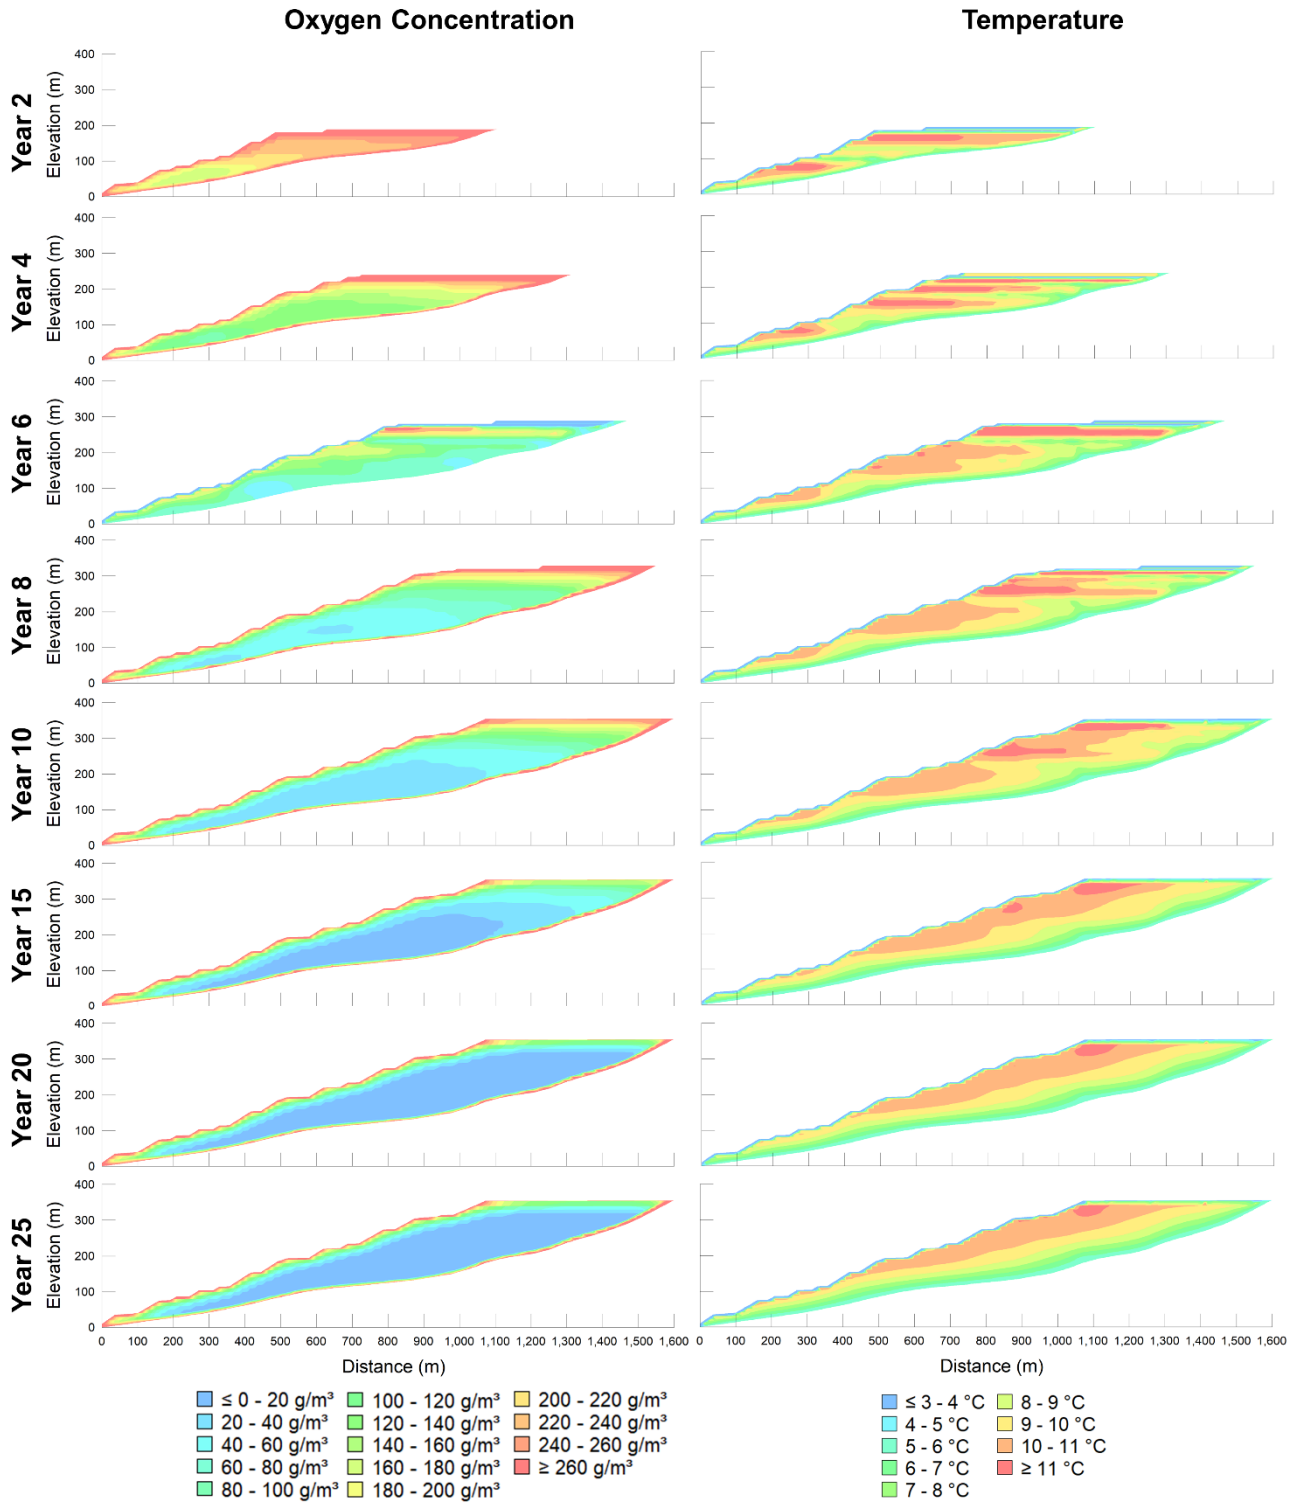 Oxygen Concentration
Temperature
Year 2
Elevation (m)
400
300
200
100
0
Year 4
Elevation (m)
400
300
200
100
0
Year 6
Elevation (m)
400
300
200
100
0
Year 8
Elevation (m)
400
300
200
100
0
Year 10
Elevation (m)
400
300
200
100
0
Year 15
Elevation (m)
400
300
200
100
0
Year 20
Elevation (m)
400
300
200
100
0
Year 25
Elevation (m)
400
300
200
100
0
0 100 200 300 400 500 600 700 800 900 1,000 1,100 1,200 1,300 1,400 1,500 1,600
0 100 200 300 400 500 600 700 800 900 1,000 1,100 1,200 1,300 1,400 1,500 1,600
Distance (m)
Distance (m)
≤ 0 - 20 g/m³
20 - 40 g/m³
40 - 60 g/m³
60 - 80 g/m³
80 - 100 g/m³
100 - 120 g/m³
120 - 140 g/m³
140 - 160 g/m³
160 - 180 g/m³
180 - 200 g/m³
200 - 220 g/m³
220 - 240 g/m³
240 - 260 g/m³
≥ 260 g/m³
≤ 3 - 4 °C
4 - 5 °C
5 - 6 °C
6 - 7 °C
7 - 8 °C
8 - 9 °C
9 - 10 °C
10 - 11 °C
≥ 11 °C